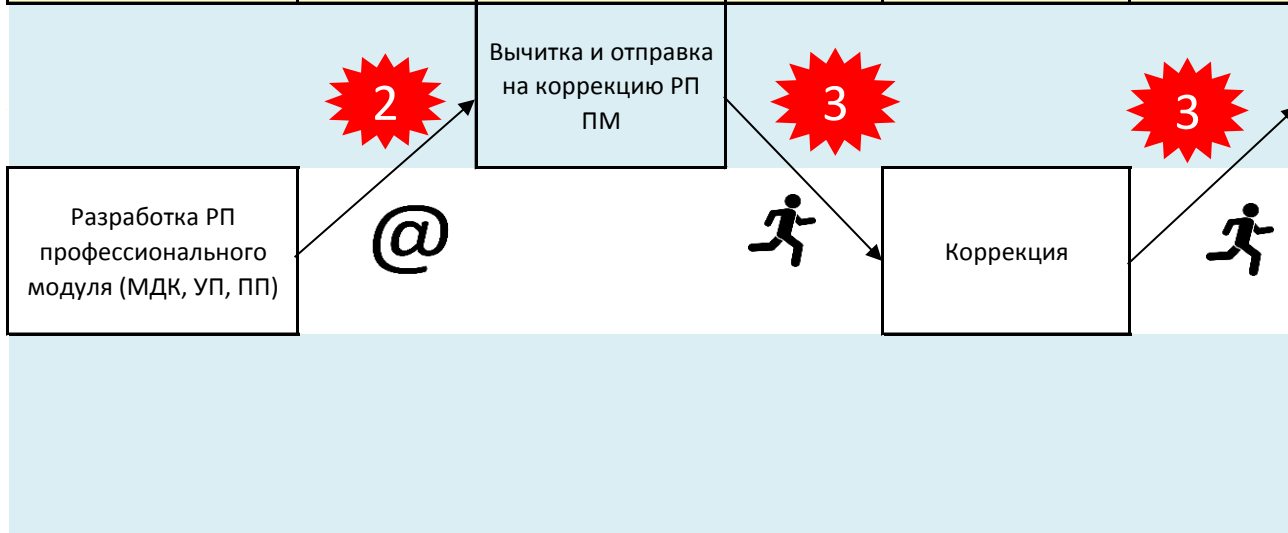 Вычитка и отправка
на коррекцию РП
ПМ
2
3
3
Разработка РП
профессионального
модуля (МДК, УП, ПП)
@
Коррекция